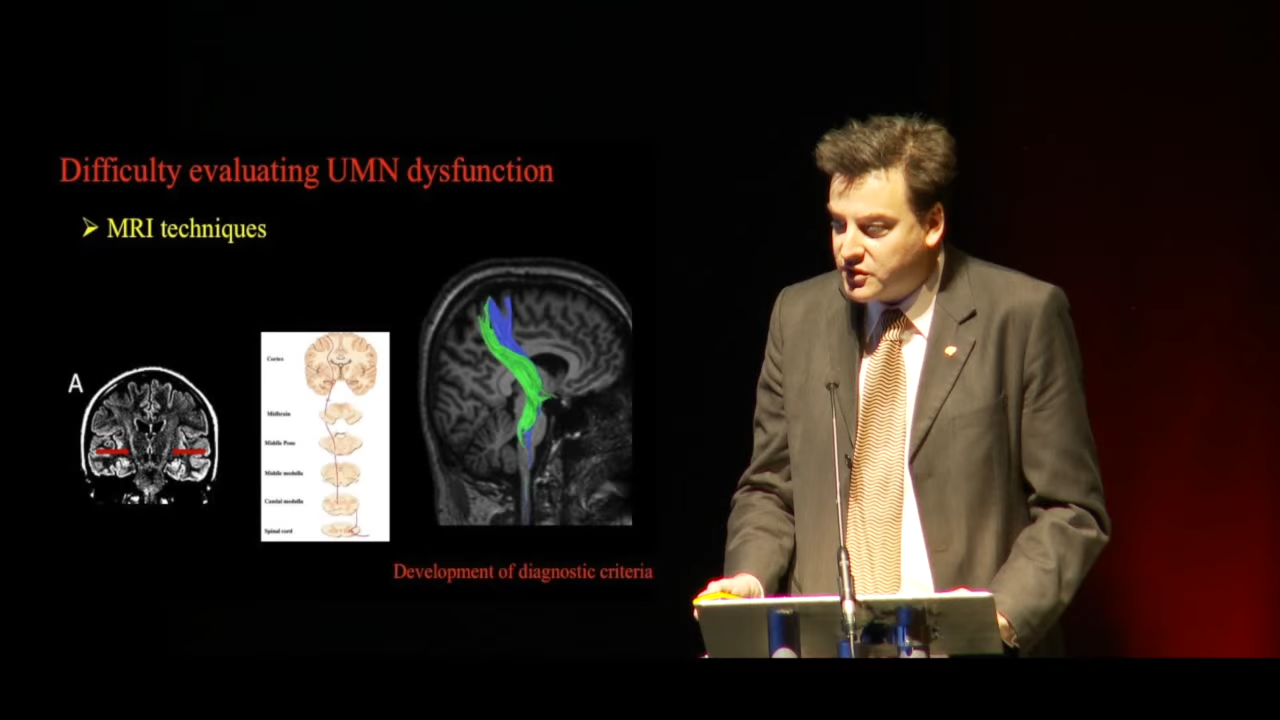 Difficulty evaluating UMN dysfunction
➢ MRI techniques
A
Cortex
Midbrain
Middle Pons
Middle medulla
Caudal medulla
Spinal cord
Development of diagnostic criteria